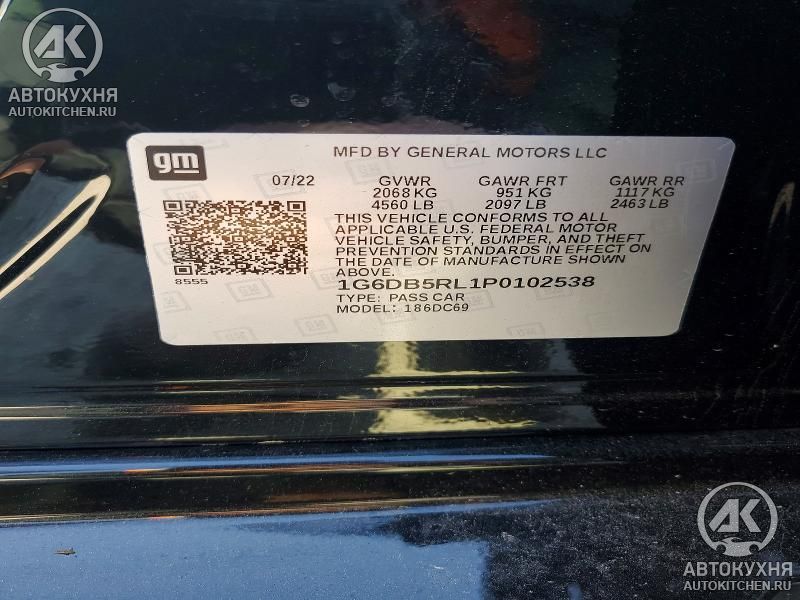 АК
АВТОКУХНЯ
AUTOKITCHEN.RU
gm
MFD BY GENERAL MOTORS LLC
07/22 GVWR GAWR FRT GAWR RR
2068 KG 951 KG 1117 KG
4560 LB 2097 LB 2463 LB
THIS VEHICLE CONFORMS TO ALL
APPLICABLE U.S. FEDERAL MOTOR
VEHICLE SAFETY, BUMPER, AND THEFT
PREVENTION STANDARDS IN EFFECT ON
THE DATE OF MANUFACTURE SHOWN
ABOVE.
8555
1G6DB5RL1P0102538
TYPE: PASS CAR
MODEL: 186DC69
АК
АВТОКУХНЯ
AUTOKITCHEN.RU